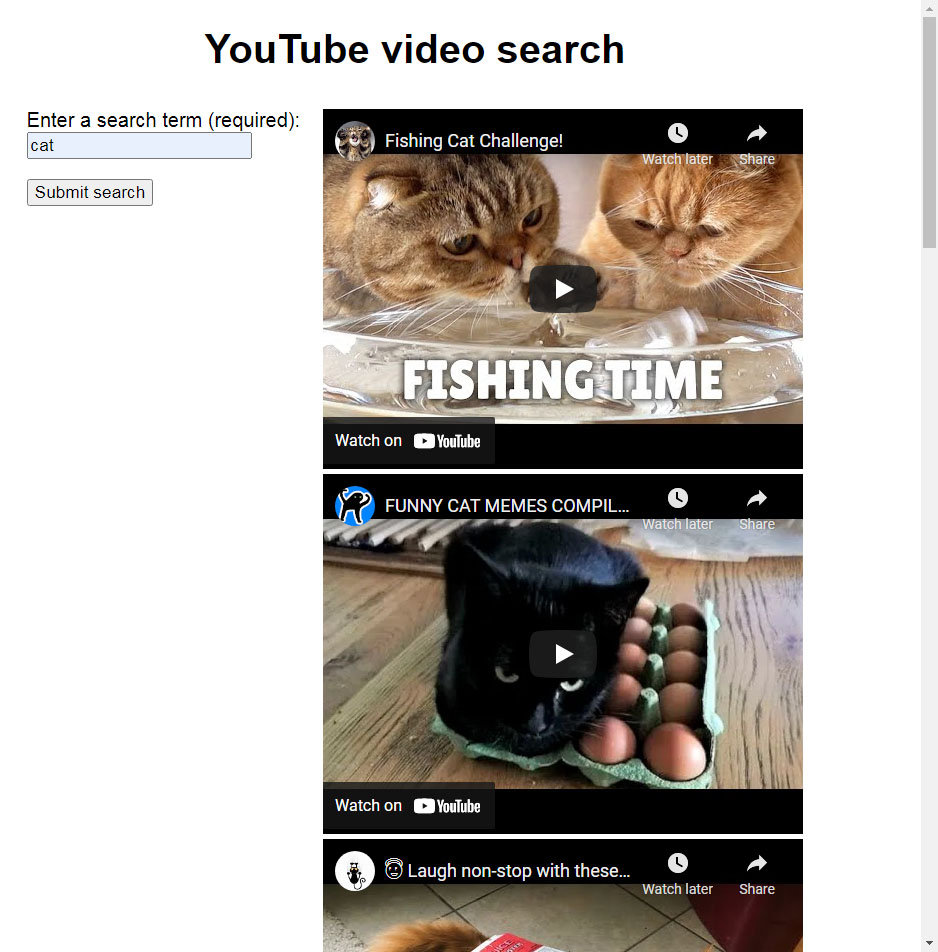 YouTube video search
Enter a search term (required):
cat
Submit search
Fishing Cat Challenge!
Watch later
Share
FISHING TIME
Watch on YouTube
FUNNY CAT MEMES COMPIL...
Watch later
Share
Watch on YouTube
Laugh non-stop with these...
Watch later
Share